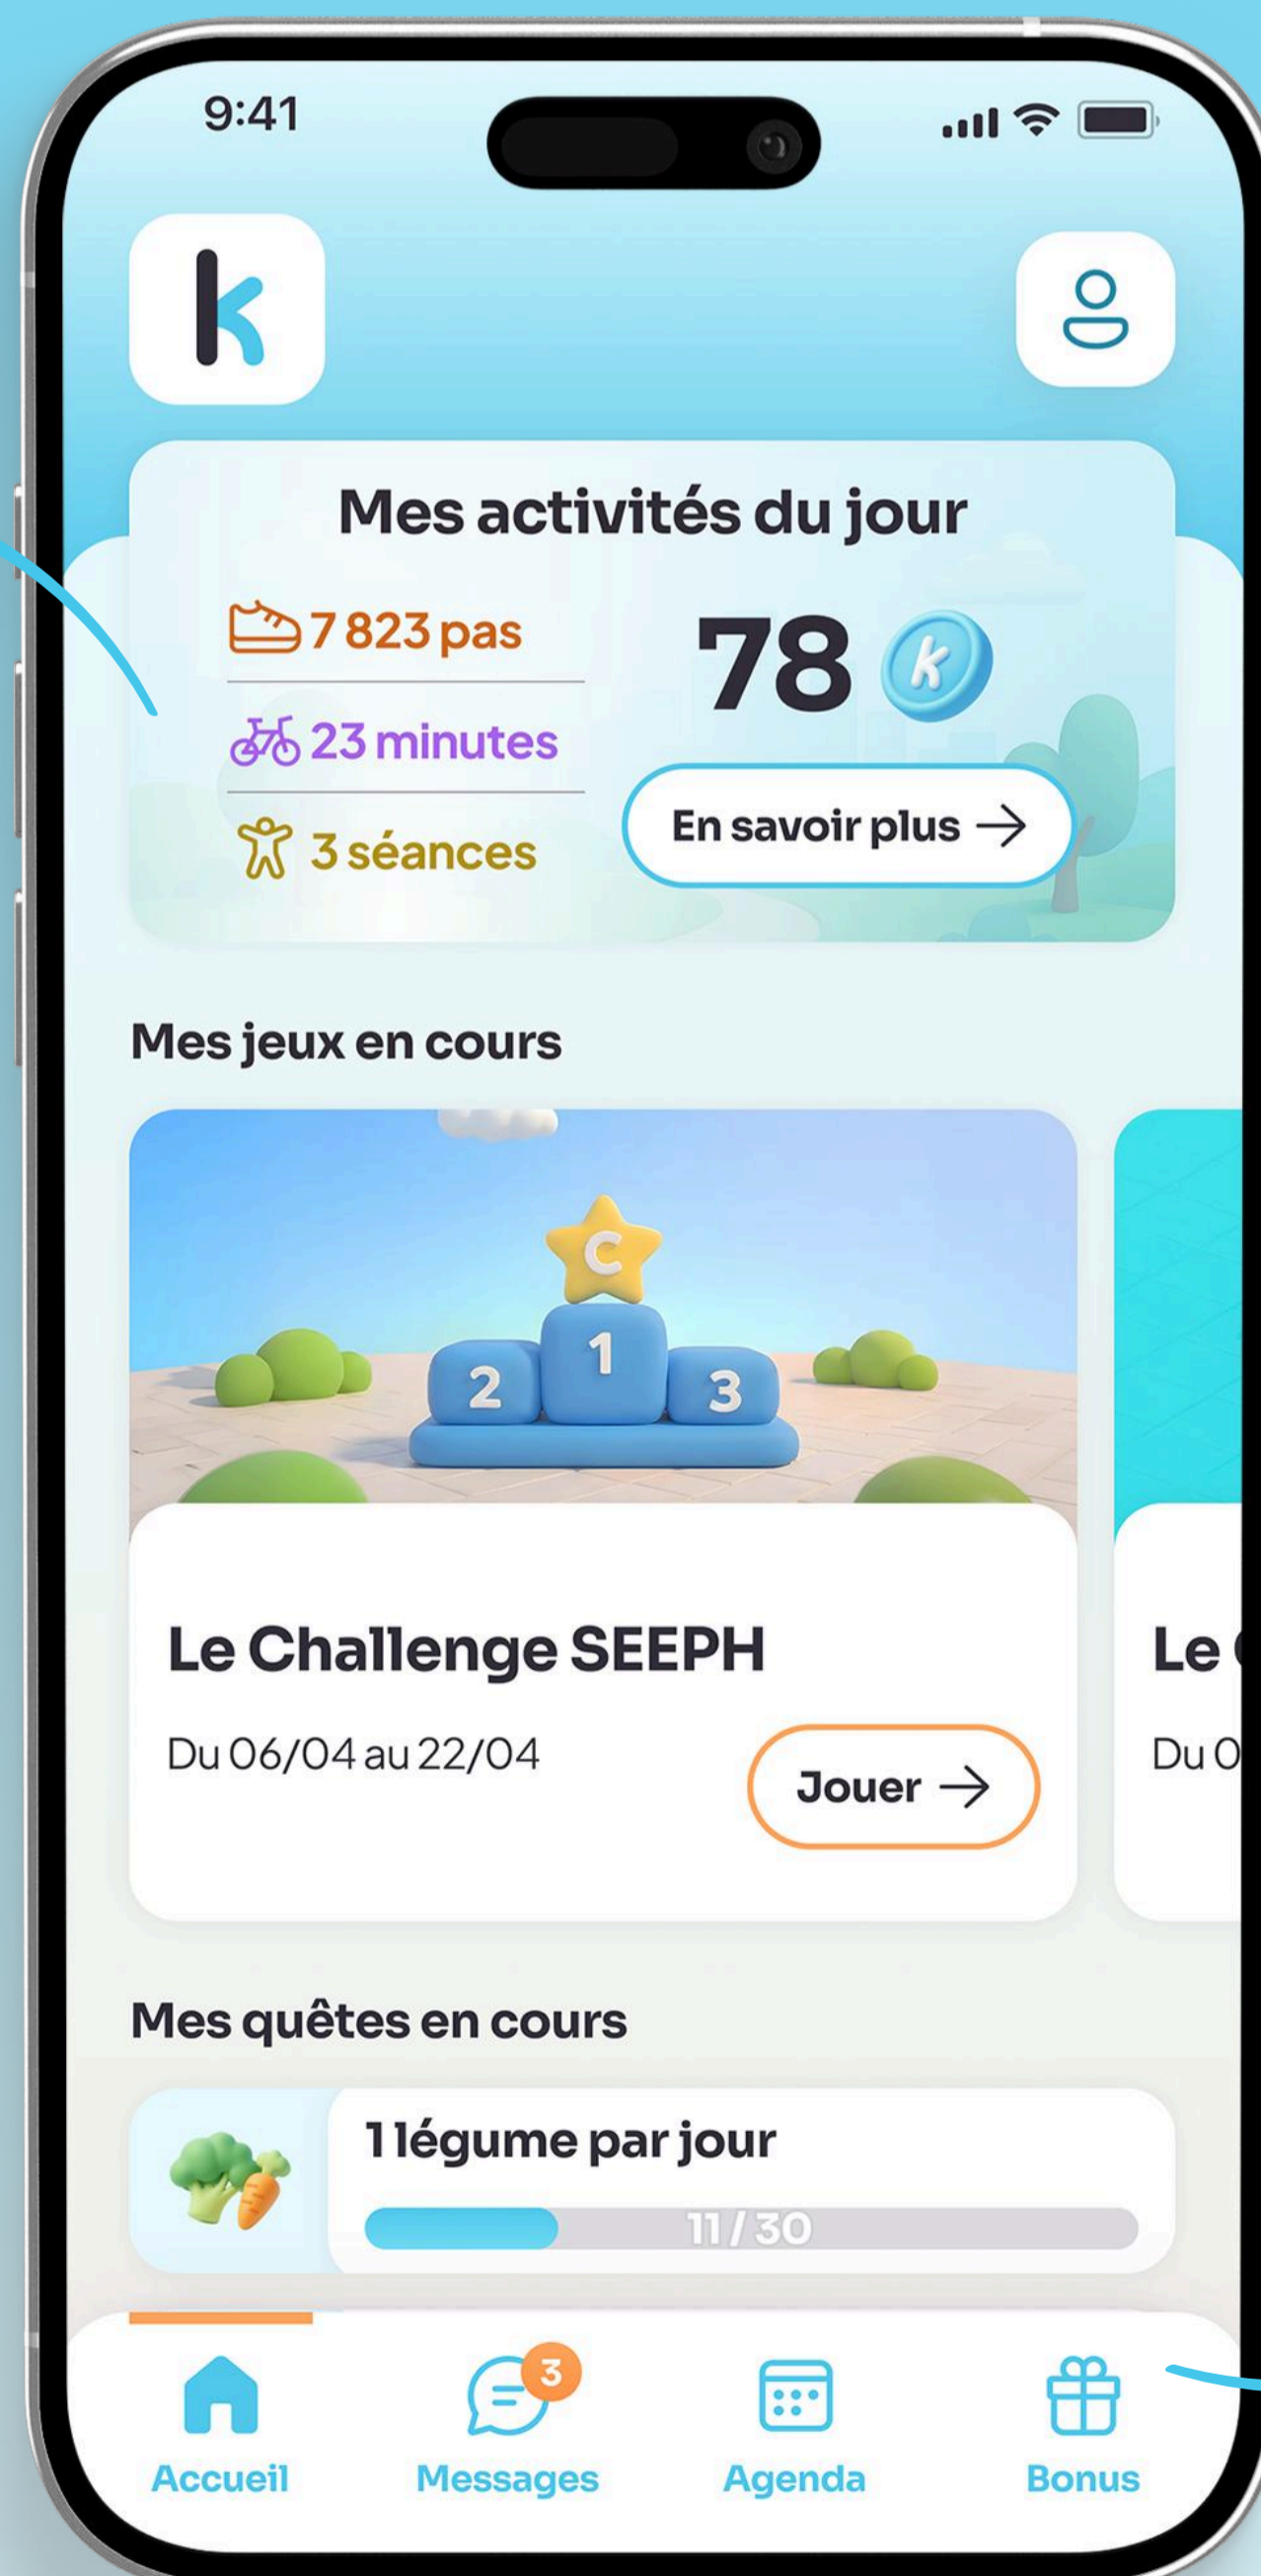 9:41
k
Mes activités du jour
7 823 pas
78 k
23 minutes
En savoir plus →
3 séances
Mes jeux en cours
C
1
2
3
Le Challenge SEEPH
Du 06/04 au 22/04
Jouer →
Le
Du 0
Mes quêtes en cours
1 légume par jour
11/30
3
Accueil
Messages
Agenda
Bonus